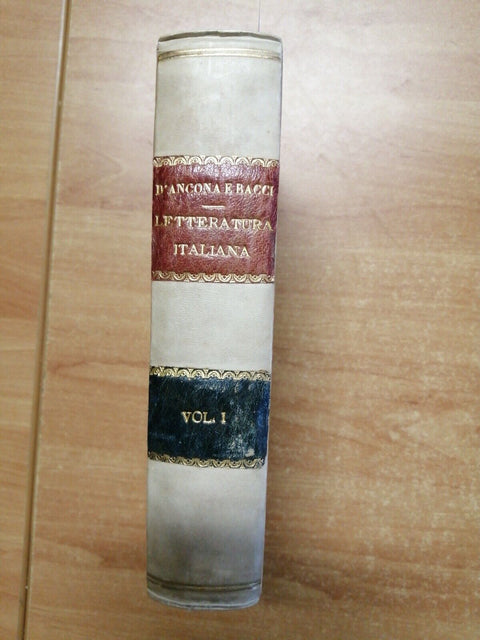 D'ANCONA E BACCI
LETTERATURA
ITALIANA
VOL. I